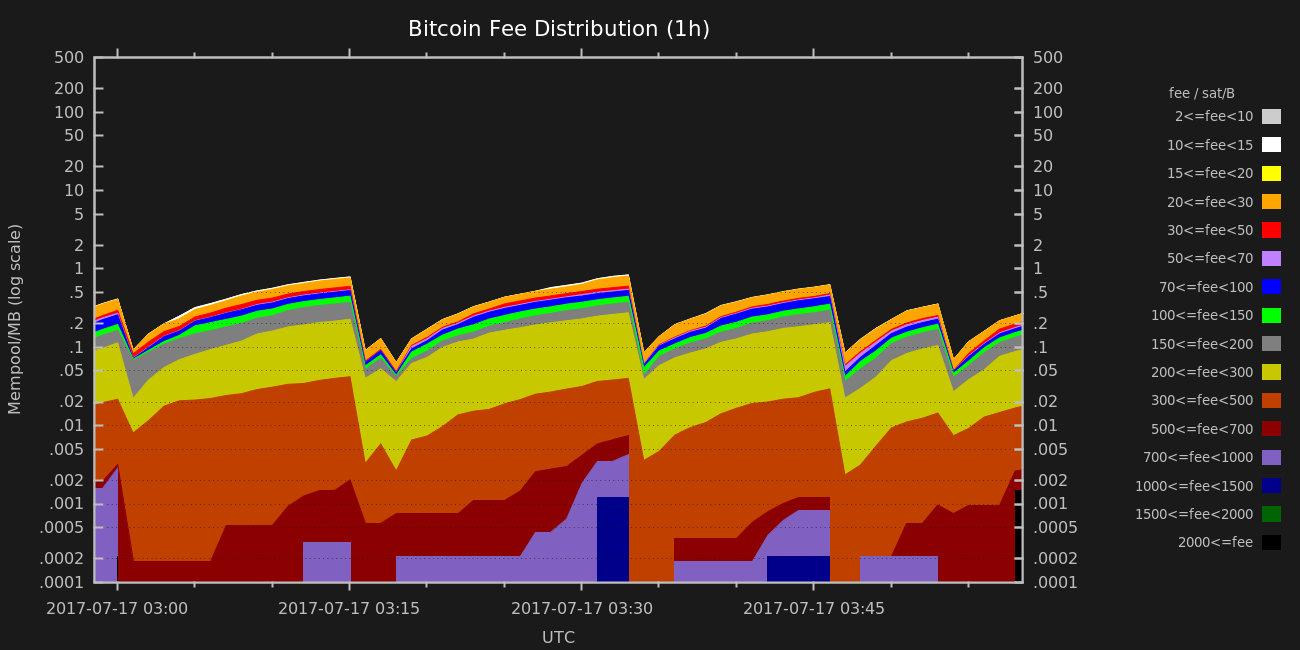 Bitcoin Fee Distribution (1h)
500
200
100
50
20
10
5
2
1
.5
.2
.1
.05
.02
.01
.005
.002
.001
.0005
.0002
.0001
Mempool/MB (log scale)
500
200
100
50
20
10
5
2
1
.5
.2
.1
.05
.02
.01
.005
.002
.001
.0005
.0002
.0001
2017-07-17 03:00
2017-07-17 03:15
2017-07-17 03:30
2017-07-17 03:45
UTC
fee / sat/B
2<=fee<10
10<=fee<15
15<=fee<20
20<=fee<30
30<=fee<50
50<=fee<70
70<=fee<100
100<=fee<150
150<=fee<200
200<=fee<300
300<=fee<500
500<=fee<700
700<=fee<1000
1000<=fee<1500
1500<=fee<2000
2000<=fee